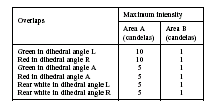 Overlaps
Maximum intensity
Area A (candelas)
Area B (candelas)
Green in dihedral angle L 10 1
Red in dihedral angle R 10 1
Green in dihedral angle A 5 1
Red in dihedral angle A 5 1
Rear white in dihedral angle L 5 1
Rear white in dihedral angle R 5 1